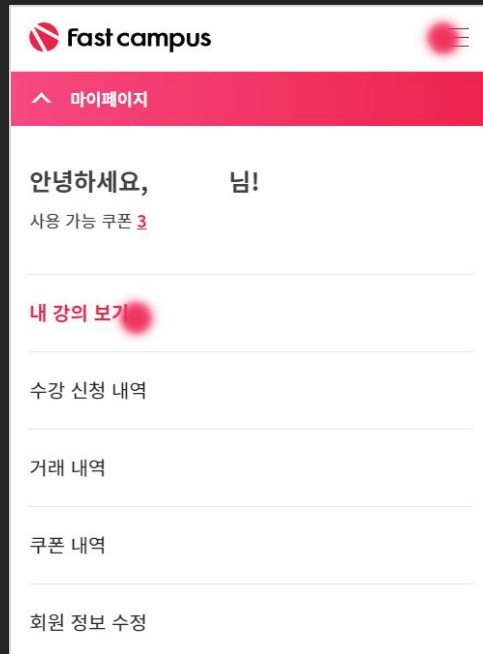 Fast campus
마이페이지
안녕하세요, 님!
사용 가능 쿠폰 3
내 강의 보기
수강 신청 내역
거래 내역
쿠폰 내역
회원 정보 수정